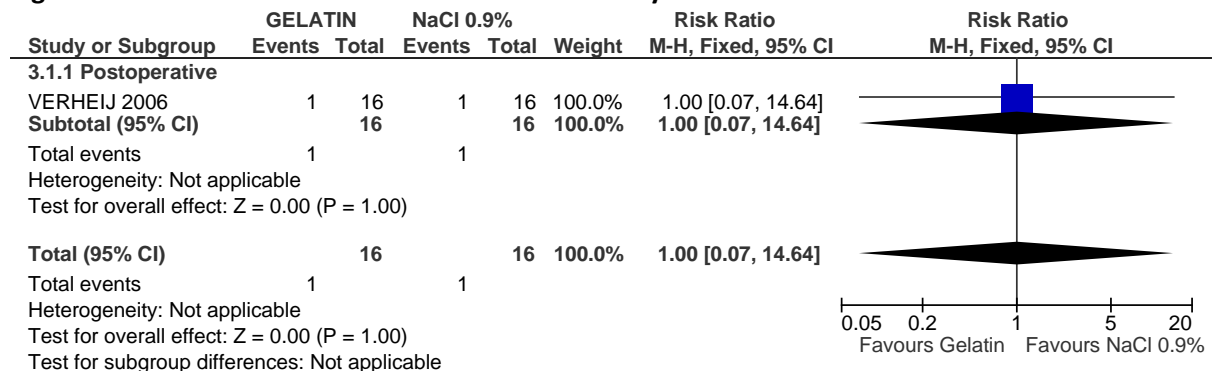 GELATIN NaCl 0.9% Risk Ratio Risk Ratio
Study or Subgroup Events Total Events Total Weight M-H, Fixed, 95% CI M-H, Fixed, 95% CI
3.1.1 Postoperative
VERHEIJ 2006 1 16 1 16 100.0% 1.00 [0.07, 14.64]
Subtotal (95% CI) 16 16 100.0% 1.00 [0.07, 14.64]
Total events 1 1
Heterogeneity: Not applicable
Test for overall effect: Z = 0.00 (P = 1.00)
Total (95% CI) 16 16 100.0% 1.00 [0.07, 14.64]
Total events 1 1
Heterogeneity: Not applicable
Test for overall effect: Z = 0.00 (P = 1.00)
Test for subgroup differences: Not applicable
0.05 0.2 1 5 20
Favours Gelatin Favours NaCl 0.9%